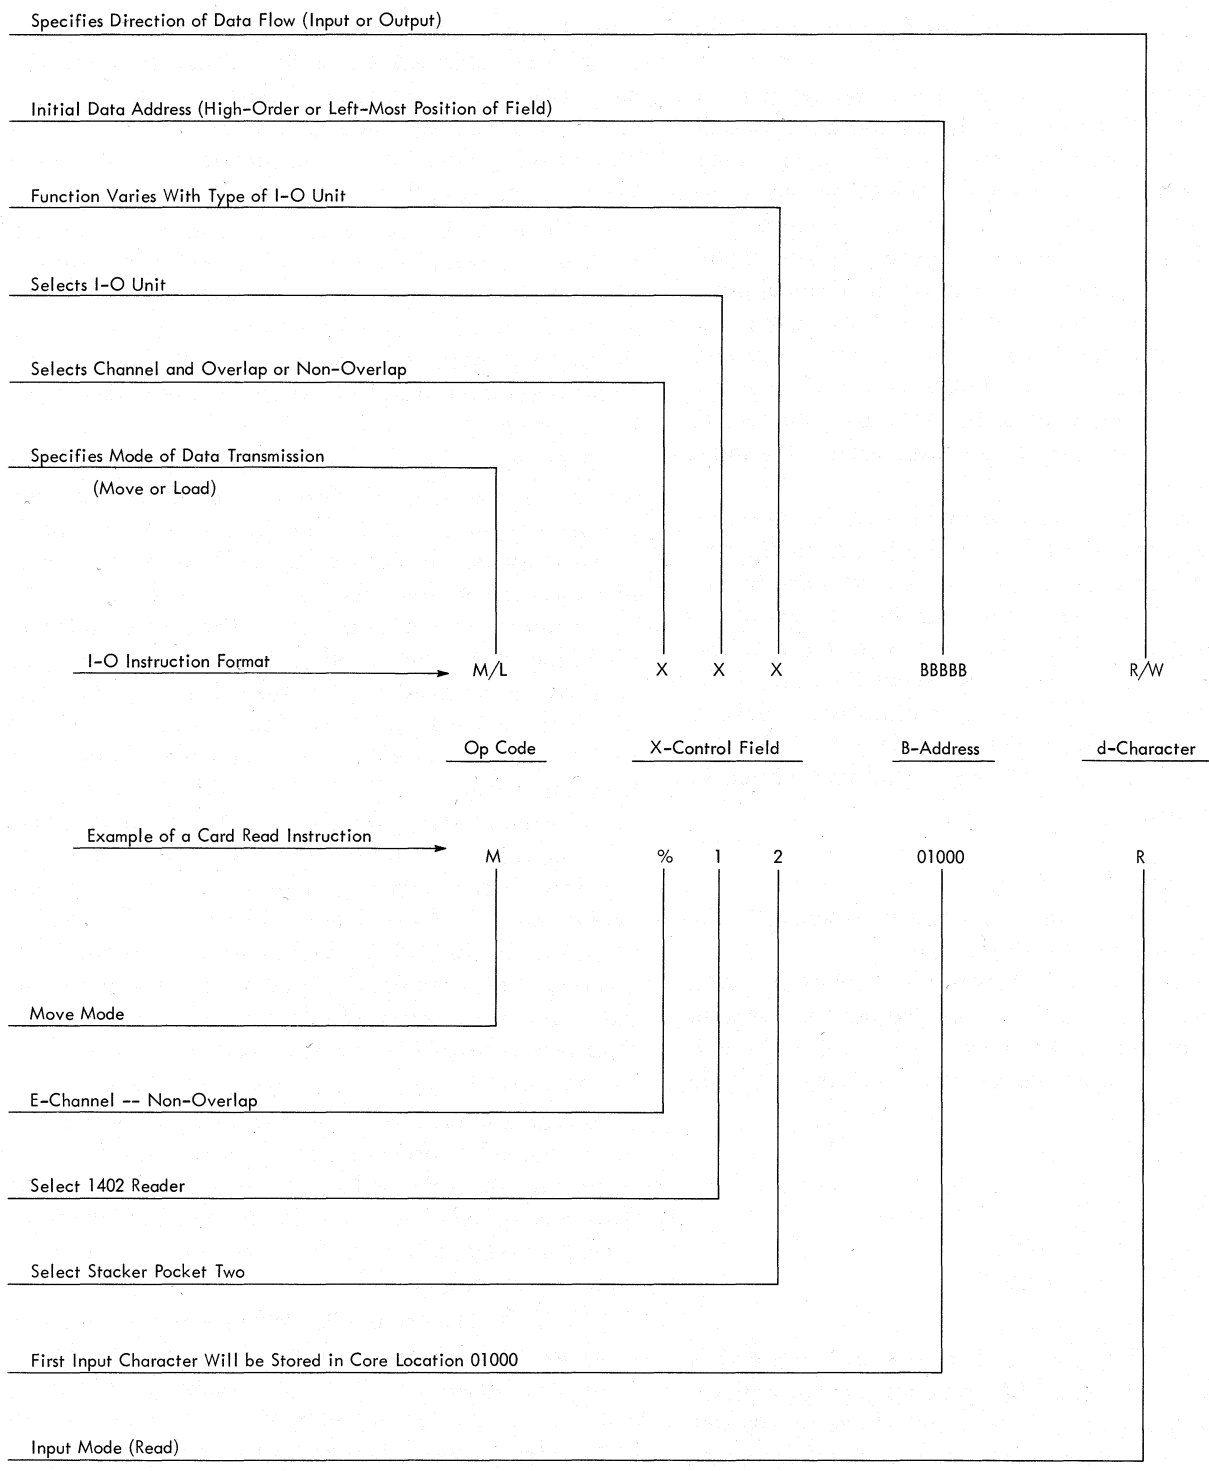 Specifies Direction of Data Flow (Input or Output)
Initial Data Address (High-Order or Left-Most Position of Field)
Function Varies With Type of I-O Unit
Selects I-O Unit
Selects Channel and Overlap or Non-Overlap
Specifies Mode of Data Transmission
(Move or Load)
I-O Instruction Format M/L X X X BBBBB R/W
Op Code X-Control Field B-Address d-Character
Example of a Card Read Instruction M % 1 2 01000 R
Move Mode
E-Channel -- Non-Overlap
Select 1402 Reader
Select Stacker Pocket Two
First Input Character Will be Stored in Core Location 01000
Input Mode (Read)